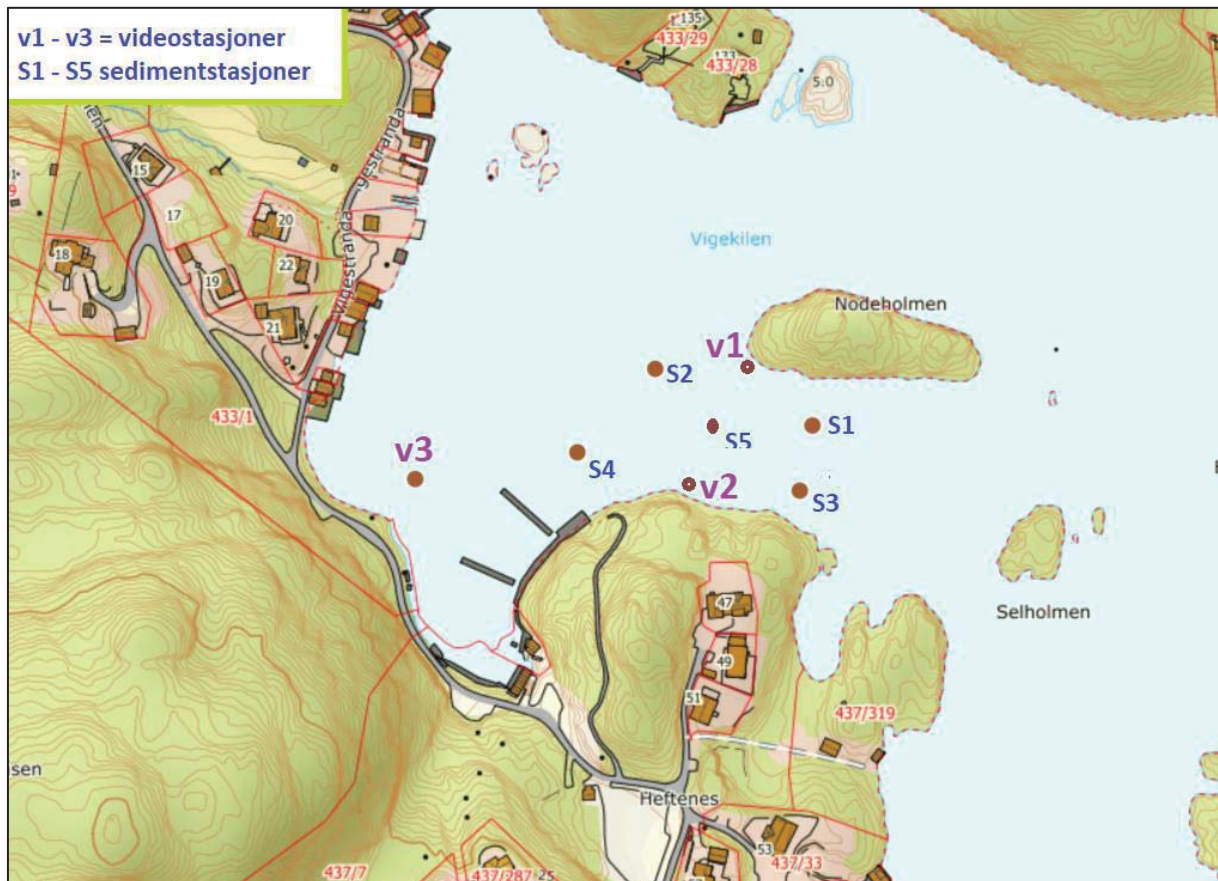 v1 - v3 = videostasjoner
S1 - S5 sedimentstasjoner
135
433/29
433/28
5.0
15
17
20
18
19
22
21
gestranda
Vigestranda
Vigekilen
Nodeholmen
433/1
v1
S2
S1
S5
v3
S4
v2
S3
Selholmen
47
49
51
437/319
sen
Heftenes
53
437/33
437/7
437/287
25